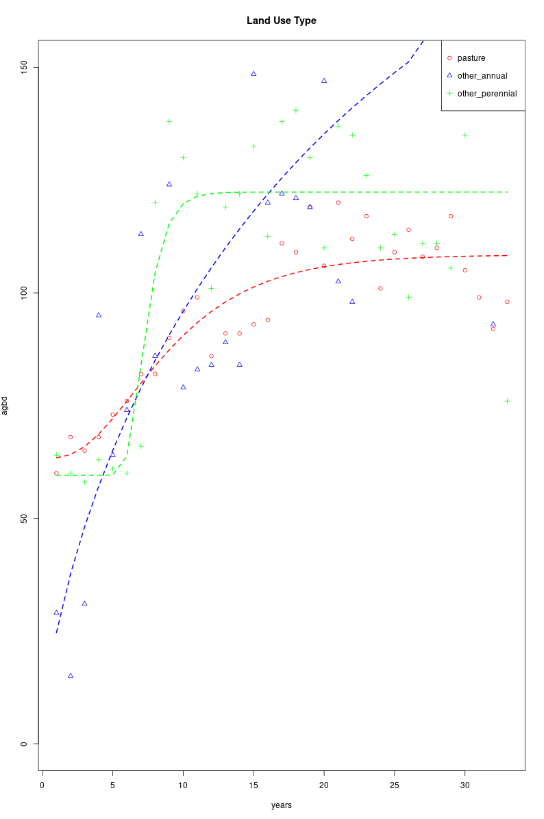 Land Use Type
pasture
other_annual
other_perennial
150
100
50
0
agbd
0 5 10 15 20 25 30
years